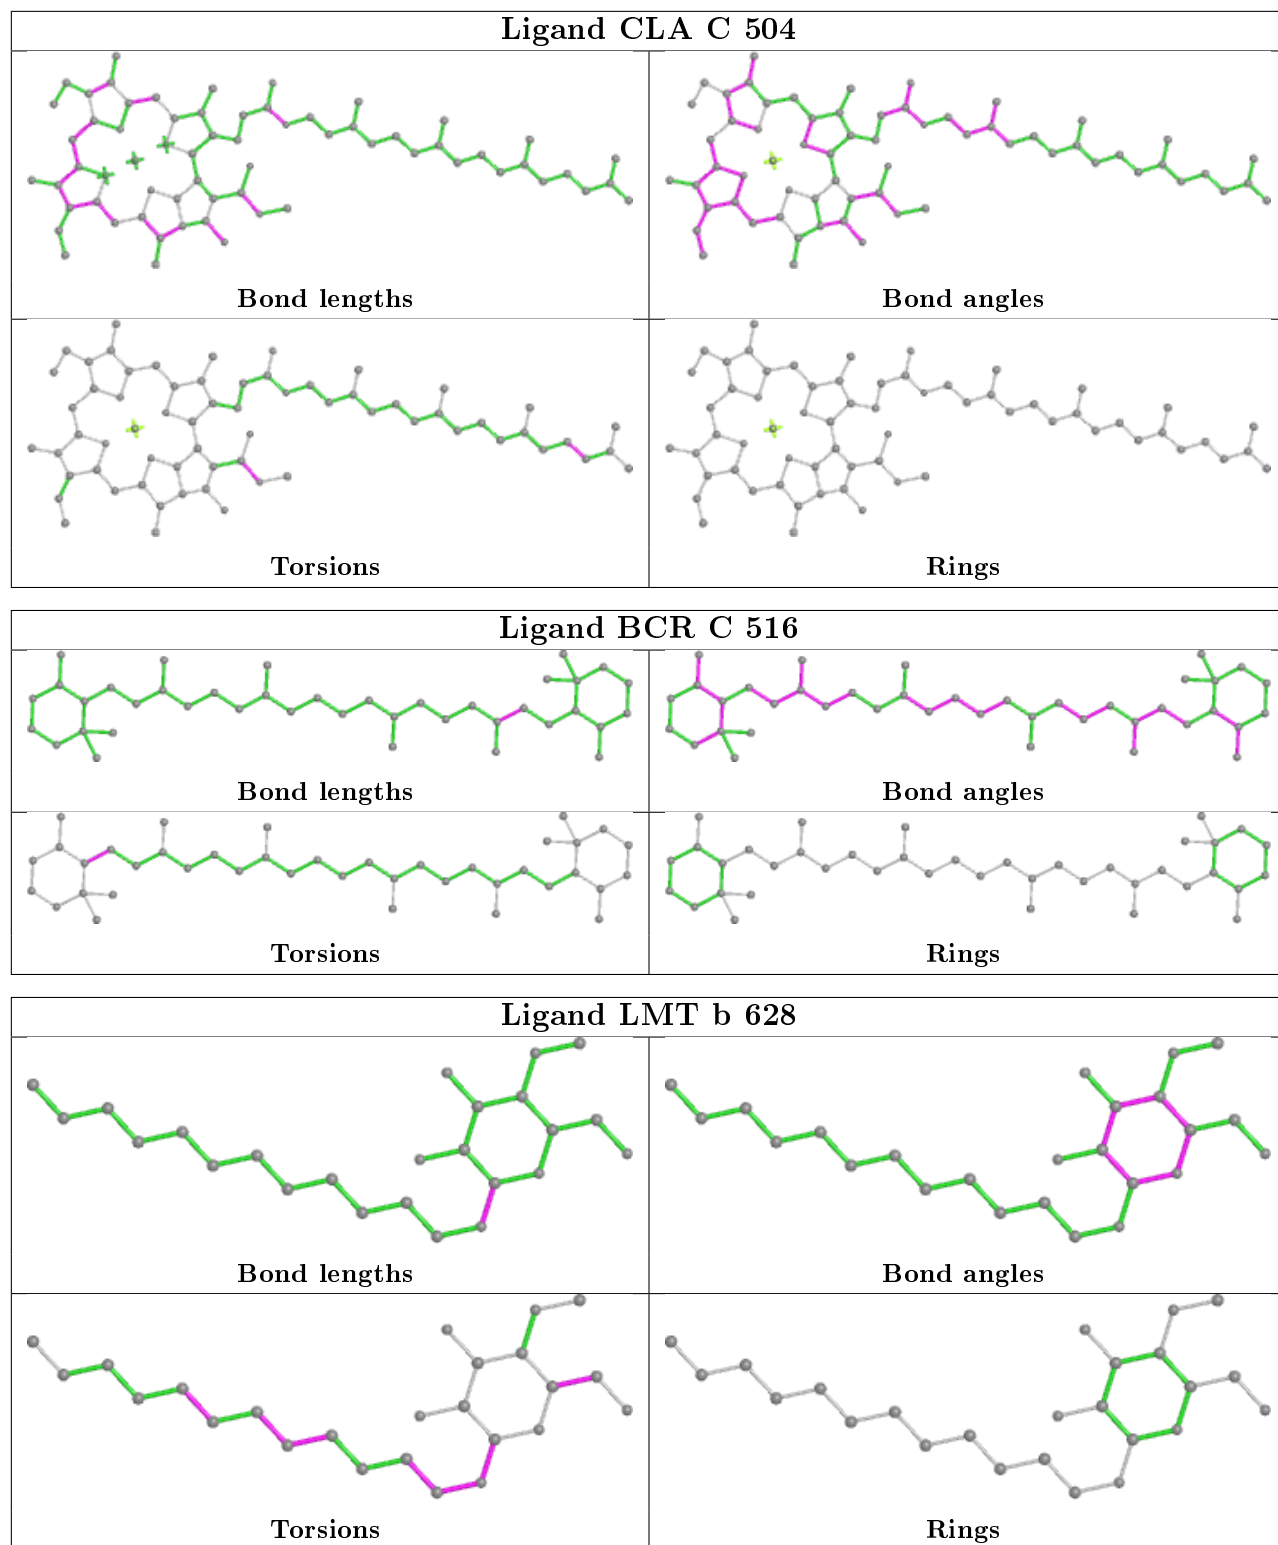 Ligand CLA C 504
Bond lengths
Bond angles
Torsions
Rings
Ligand BCR C 516
Bond lengths
Bond angles
Torsions
Rings
Ligand LMT b 628
Bond lengths
Bond angles
Torsions
Rings